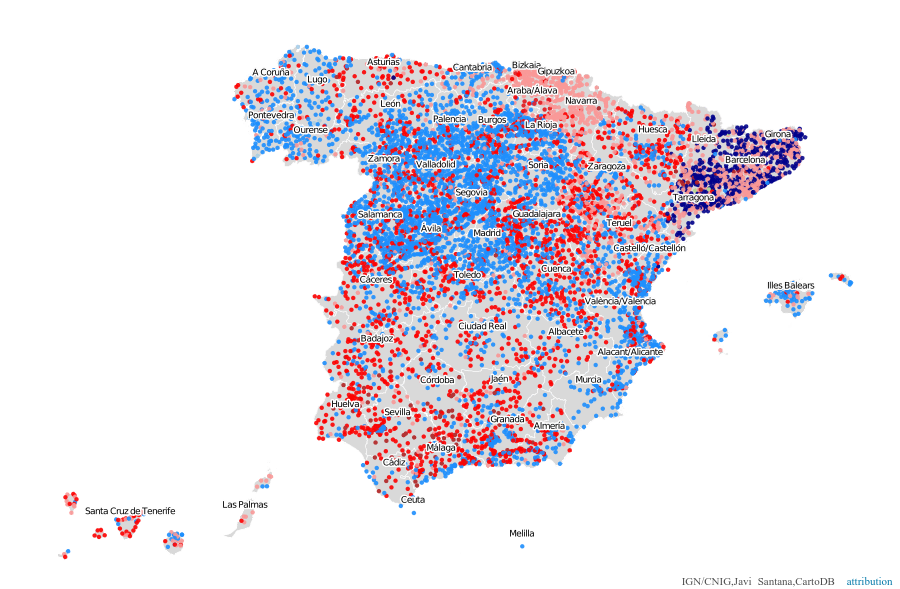 A Coruña
Lugo
Asturias
Cantabria
Bizkaia
Gipuzkoa
Araba/Alava
Navarra
Pontevedra
Ourense
León
Palencia
Burgos
La Rioja
Huesca
Lleida
Girona
Barcelona
Zamora
Valladolid
Soria
Zaragoza
Tarragona
Segovia
Salamanca
Ávila
Madrid
Guadalajara
Teruel
Castelló/Castellón
Cáceres
Toledo
Cuenca
València/Valencia
Illes Balears
Badajoz
Ciudad Real
Albacete
Alacant/Alicante
Córdoba
Jaén
Murcia
Huelva
Sevilla
Granada
Almería
Málaga
Cádiz
Ceuta
Melilla
Santa Cruz de Tenerife
Las Palmas
IGN/CNIG,Javi Santana,CartoDB attribution